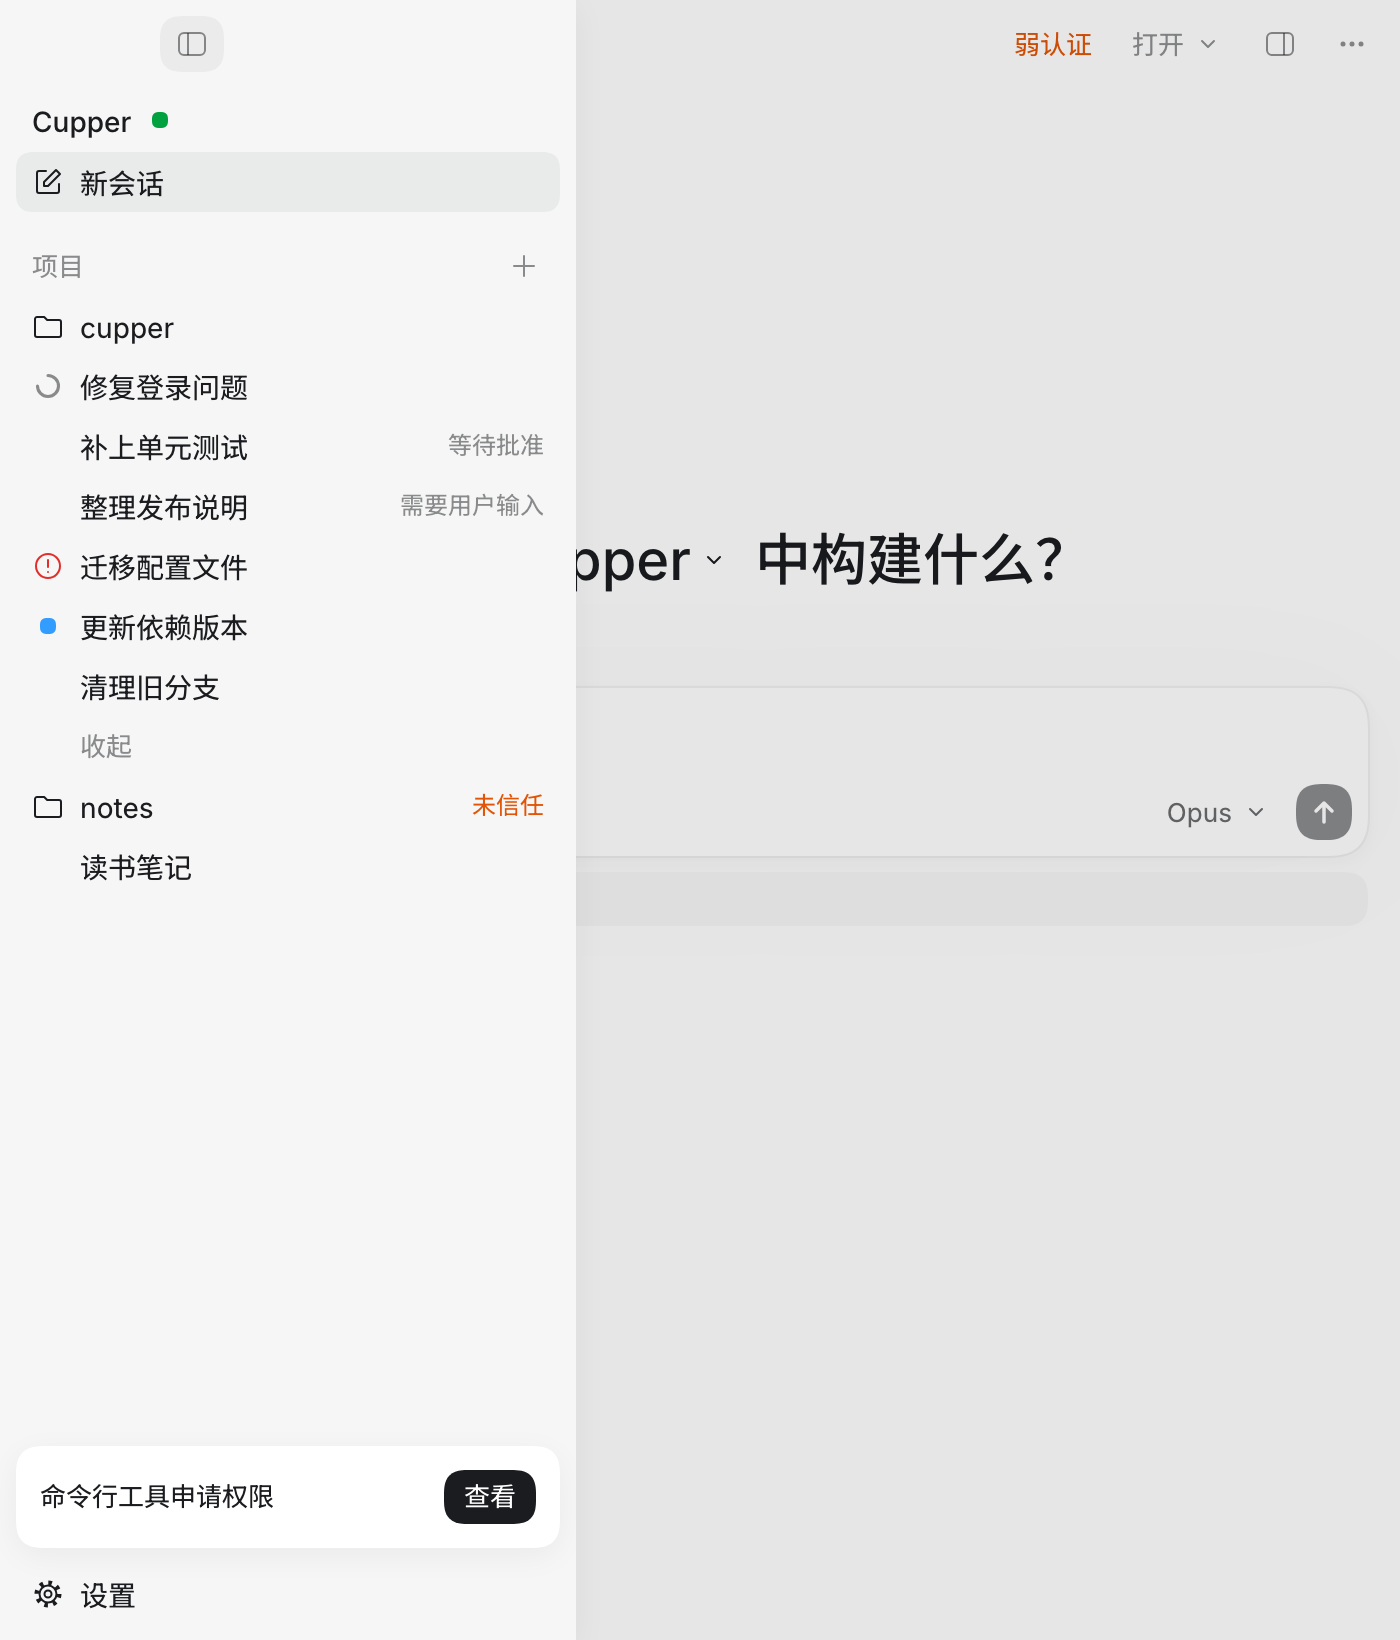 弱认证 打开
Cupper
新会话
项目
cupper
修复登录问题
补上单元测试 等待批准
整理发布说明 需要用户输入
pper 中构建什么?
迁移配置文件
更新依赖版本
清理旧分支
收起
notes 未信任
Opus
读书笔记
命令行工具申请权限 查看
设置